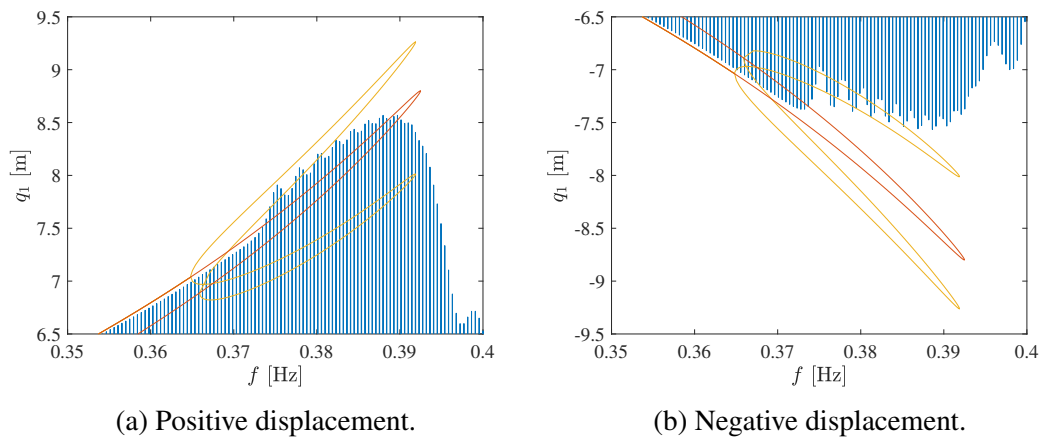 9.5
9
8.5
8
7.5
7
6.5
q₁ [m]
0.35 0.36 0.37 0.38 0.39 0.4
f [Hz]
(a) Positive displacement.
-6.5
-7
-7.5
-8
-8.5
-9
-9.5
q₁ [m]
0.35 0.36 0.37 0.38 0.39 0.4
f [Hz]
(b) Negative displacement.